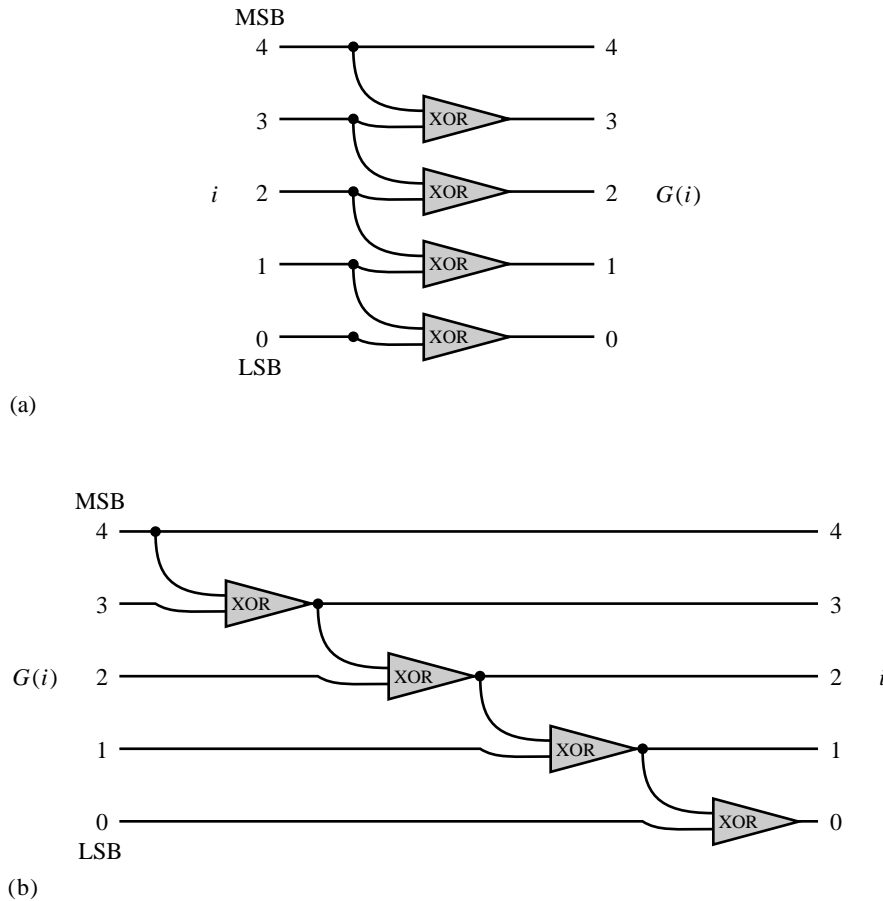 MSB
4 4
XOR
3 3
XOR
i 2 2 G(i)
XOR
1 1
XOR
0 0
LSB
(a)
MSB
4 4
XOR
3 3
XOR
G(i) 2 2 i
XOR
1 1
XOR
0 0
LSB
(b)